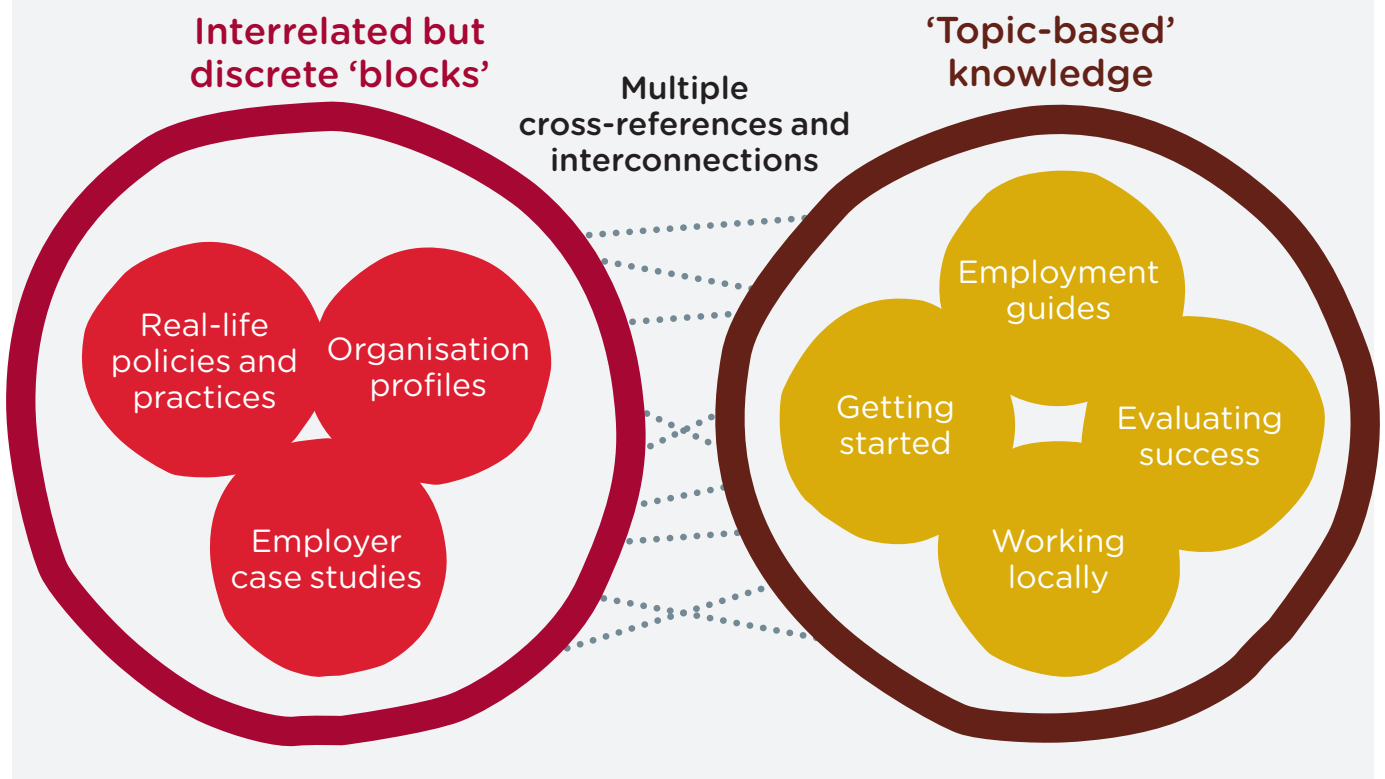 Interrelated but
discrete ‘blocks’
Multiple
cross-references and
interconnections
‘Topic-based’
knowledge
Real-life
policies and
practices
Organisation
profiles
Employer
case studies
Employment
guides
Getting
started
Evaluating
success
Working
locally